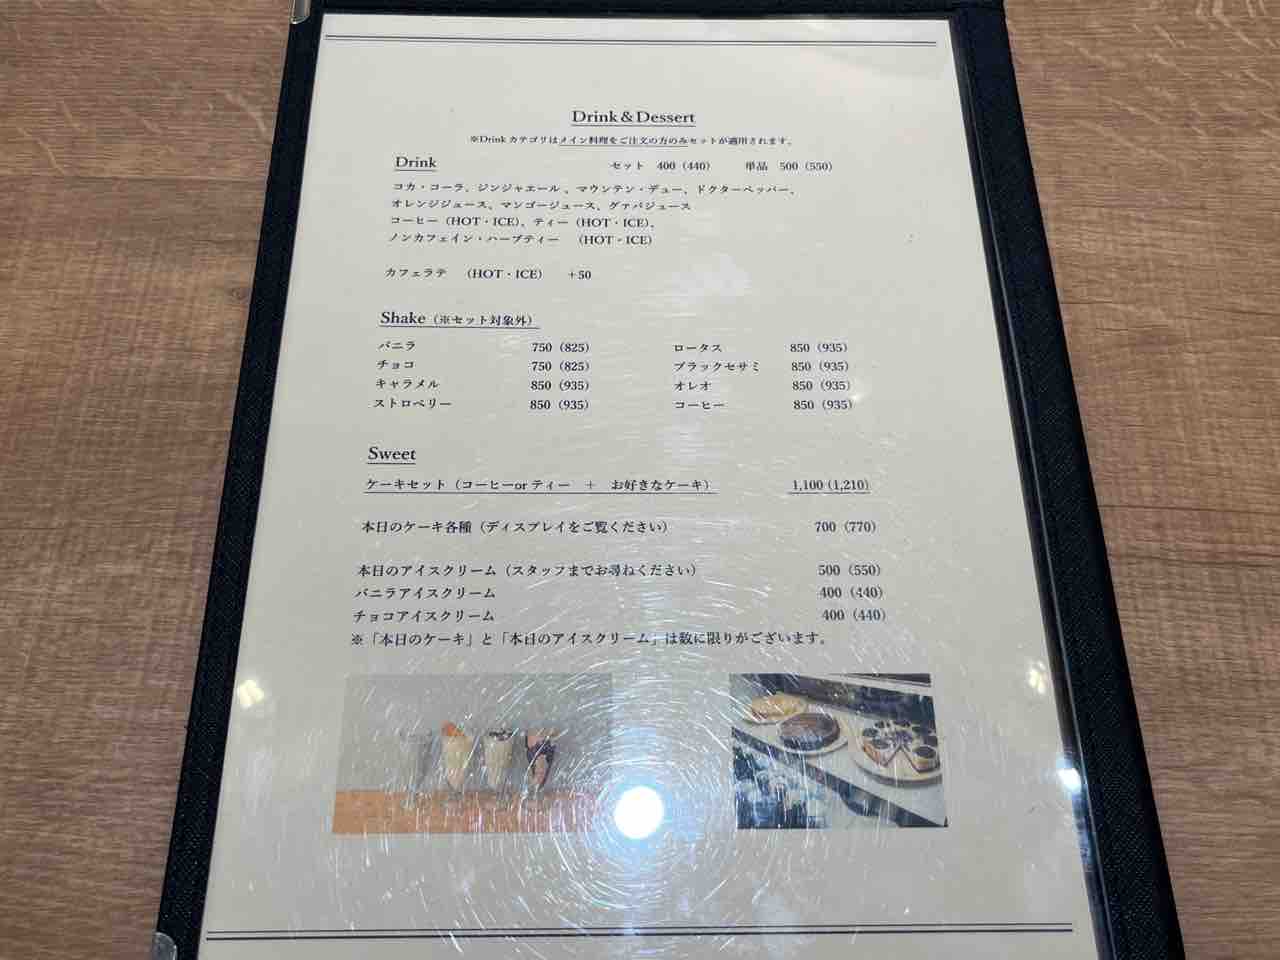 Drink & Dessert
※Drink カテゴリはメイン料理をご注文の方のみセットが適用されます。
Drink セット 400（440） 単品 500（550）
コカ・コーラ、ジンジャエール 、マウンテン・デュー、ドクターペッパー、
オレンジジュース、マンゴージュース、グァバジュース
コーヒー（HOT・ICE）、ティー（HOT・ICE）、
ノンカフェイン・ハーブティー （HOT・ICE）
カフェラテ （HOT・ICE） ＋50
Shake（※セット対象外）
バニラ 750（825） ロータス 850（935）
チョコ 750（825） ブラックセサミ 850（935）
キャラメル 850（935） オレオ 850（935）
ストロベリー 850（935） コーヒー 850（935）
Sweet
ケーキセット（コーヒーor ティー ＋ お好きなケーキ） 1,100 (1,210)
本日のケーキ各種（ディスプレイをご覧ください） 700（770）
本日のアイスクリーム（スタッフまでお尋ねください） 500（550）
バニラアイスクリーム 400（440）
チョコアイスクリーム 400（440）
※「本日のケーキ」と「本日のアイスクリーム」は数に限りがございます。